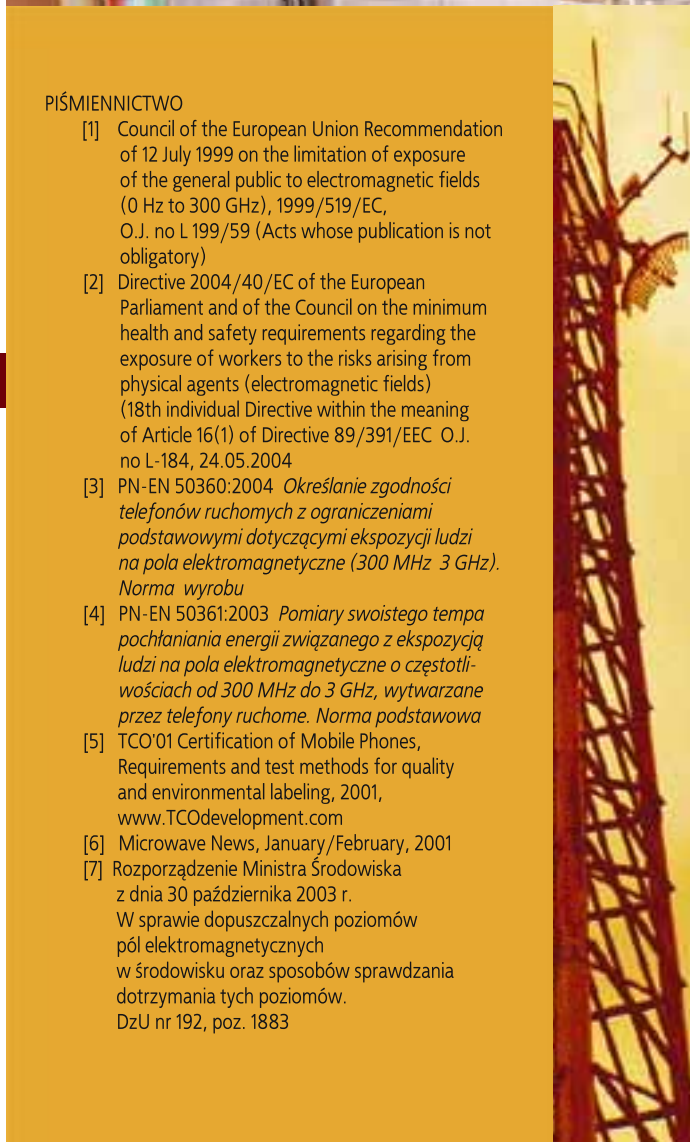 PIŚMIENNICTWO
[1] Council of the European Union Recommendation
of 12 July 1999 on the limitation of exposure
of the general public to electromagnetic fields
(0 Hz to 300 GHz), 1999/519/EC,
O.J. no L 199/59 (Acts whose publication is not
obligatory)
[2] Directive 2004/40/EC of the European
Parliament and of the Council on the minimum
health and safety requirements regarding the
exposure of workers to the risks arising from
physical agents (electromagnetic fields)
(18th individual Directive within the meaning
of Article 16(1) of Directive 89/391/EEC O.J.
no L-184, 24.05.2004
[3] PN-EN 50360:2004 Określanie zgodności
telefonów ruchomych z ograniczeniami
podstawowymi dotyczącymi ekspozycji ludzi
na pola elektromagnetyczne (300 MHz 3 GHz).
Norma wyrobu
[4] PN-EN 50361:2003 Pomiary swoistego tempa
pochłaniania energii związanego z ekspozycją
ludzi na pola elektromagnetyczne o częstotli-
wościach od 300 MHz do 3 GHz, wytwarzane
przez telefony ruchome. Norma podstawowa
[5] TCO'01 Certification of Mobile Phones,
Requirements and test methods for quality
and environmental labeling, 2001,
www.TCOdevelopment.com
[6] Microwave News, January/February, 2001
[7] Rozporządzenie Ministra Środowiska
z dnia 30 października 2003 r.
W sprawie dopuszczalnych poziomów
pól elektromagnetycznych
w środowisku oraz sposobów sprawdzania
dotrzymania tych poziomów.
DzU nr 192, poz. 1883